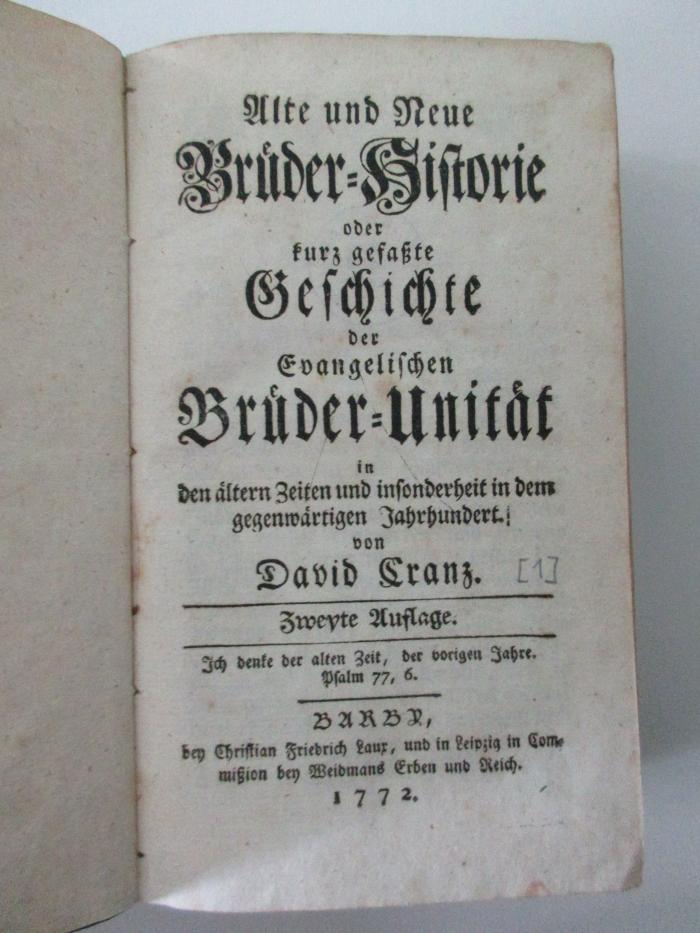 Alte und Neue
Brüder-Historie
oder
kurz gefaßte
Geschichte
der
Evangelischen
Brüder-Unität
in
den ältern Zeiten und insonderheit in dem
gegenwärtigen Jahrhundert.
von
David Cranz. [1]
Zweyte Auflage.
Ich denke der alten Zeit, der vorigen Jahre.
Psalm 77, 6.
BARBY,
bey Christian Friedrich Laux, und in Leipzig in Com-
mißion bey Weidmans Erben und Reich.
1772.